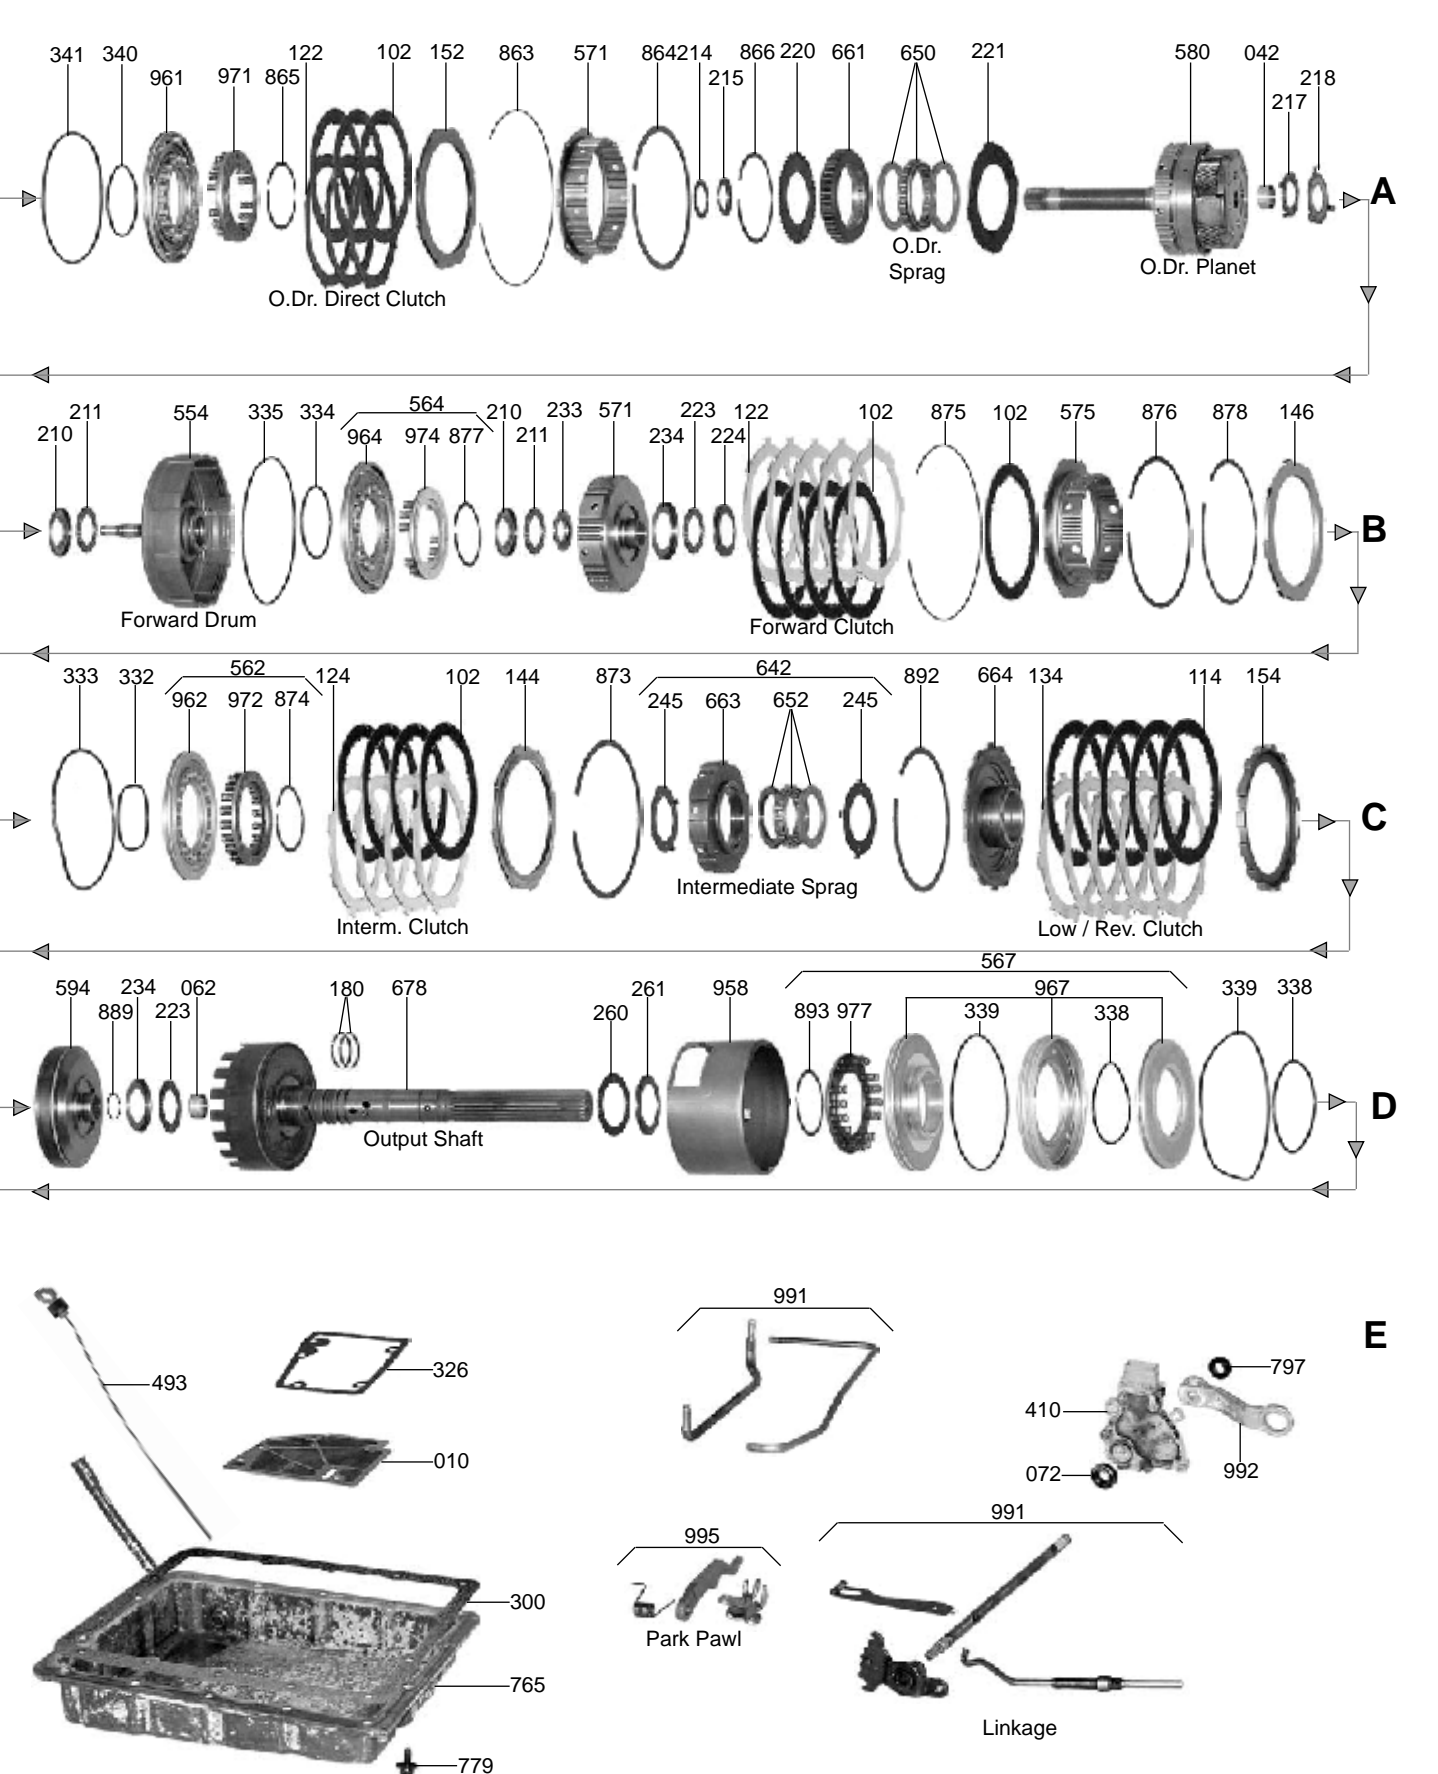 341 340 122 102 152 863 571 864 214 866 220 661 650 221 580 042
961 971 865 215 217 218
A
O.Dr.
Sprag
O.Dr. Planet
O.Dr. Direct Clutch
211 554 335 334 564 210 233 571 223 122 102 875 102 575 876 878 146
210 964 974 877 211 234 224
B
Forward Drum
Forward Clutch
333 332 562 124 102 144 873 642 892 664 134 114 154
962 972 874 245 663 652 245
C
Intermediate Sprag
Interm. Clutch
Low / Rev. Clutch
567
594 234 062 180 678 261 958 967 339 338
889 223 260 893 977 339 338
D
Output Shaft
991
E
326
797
493
410
010
072
992
991
995
300
Park Pawl
765
Linkage
779